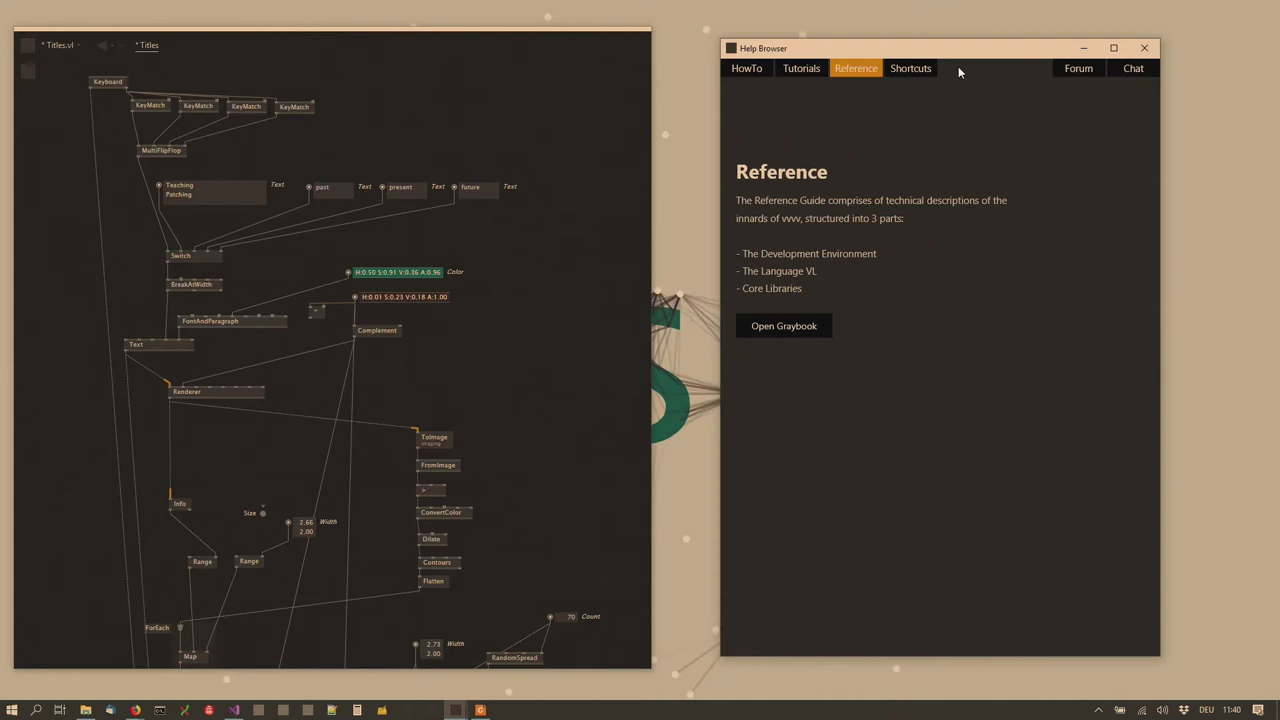 * Titles.vl
* Titles
Keyboard
KeyMatch
KeyMatch
KeyMatch
KeyMatch
MultiFlipFlop
Teaching
Patching
Text
past
Text
present
Text
future
Text
Switch
H:0.50 S:0.91 V:0.36 A:0.96
Color
BreakAtWidth
H:0.01 S:0.23 V:0.18 A:1.00
FontAndParagraph
Complement
Text
Renderer
ToImage
Imaging
FromImage
>
Info
Size
2.66
2.00
Width
ConvertColor
Dilate
Range
Range
Contours
Flatten
ForEach
70
Count
2.73
2.00
Width
Map
RandomSpread
Help Browser
HowTo
Tutorials
Reference
Shortcuts
Forum
Chat
Reference
The Reference Guide comprises of technical descriptions of the
innards of vvvv, structured into 3 parts:
- The Development Environment
- The Language VL
- Core Libraries
Open Graybook
DEU
11:40